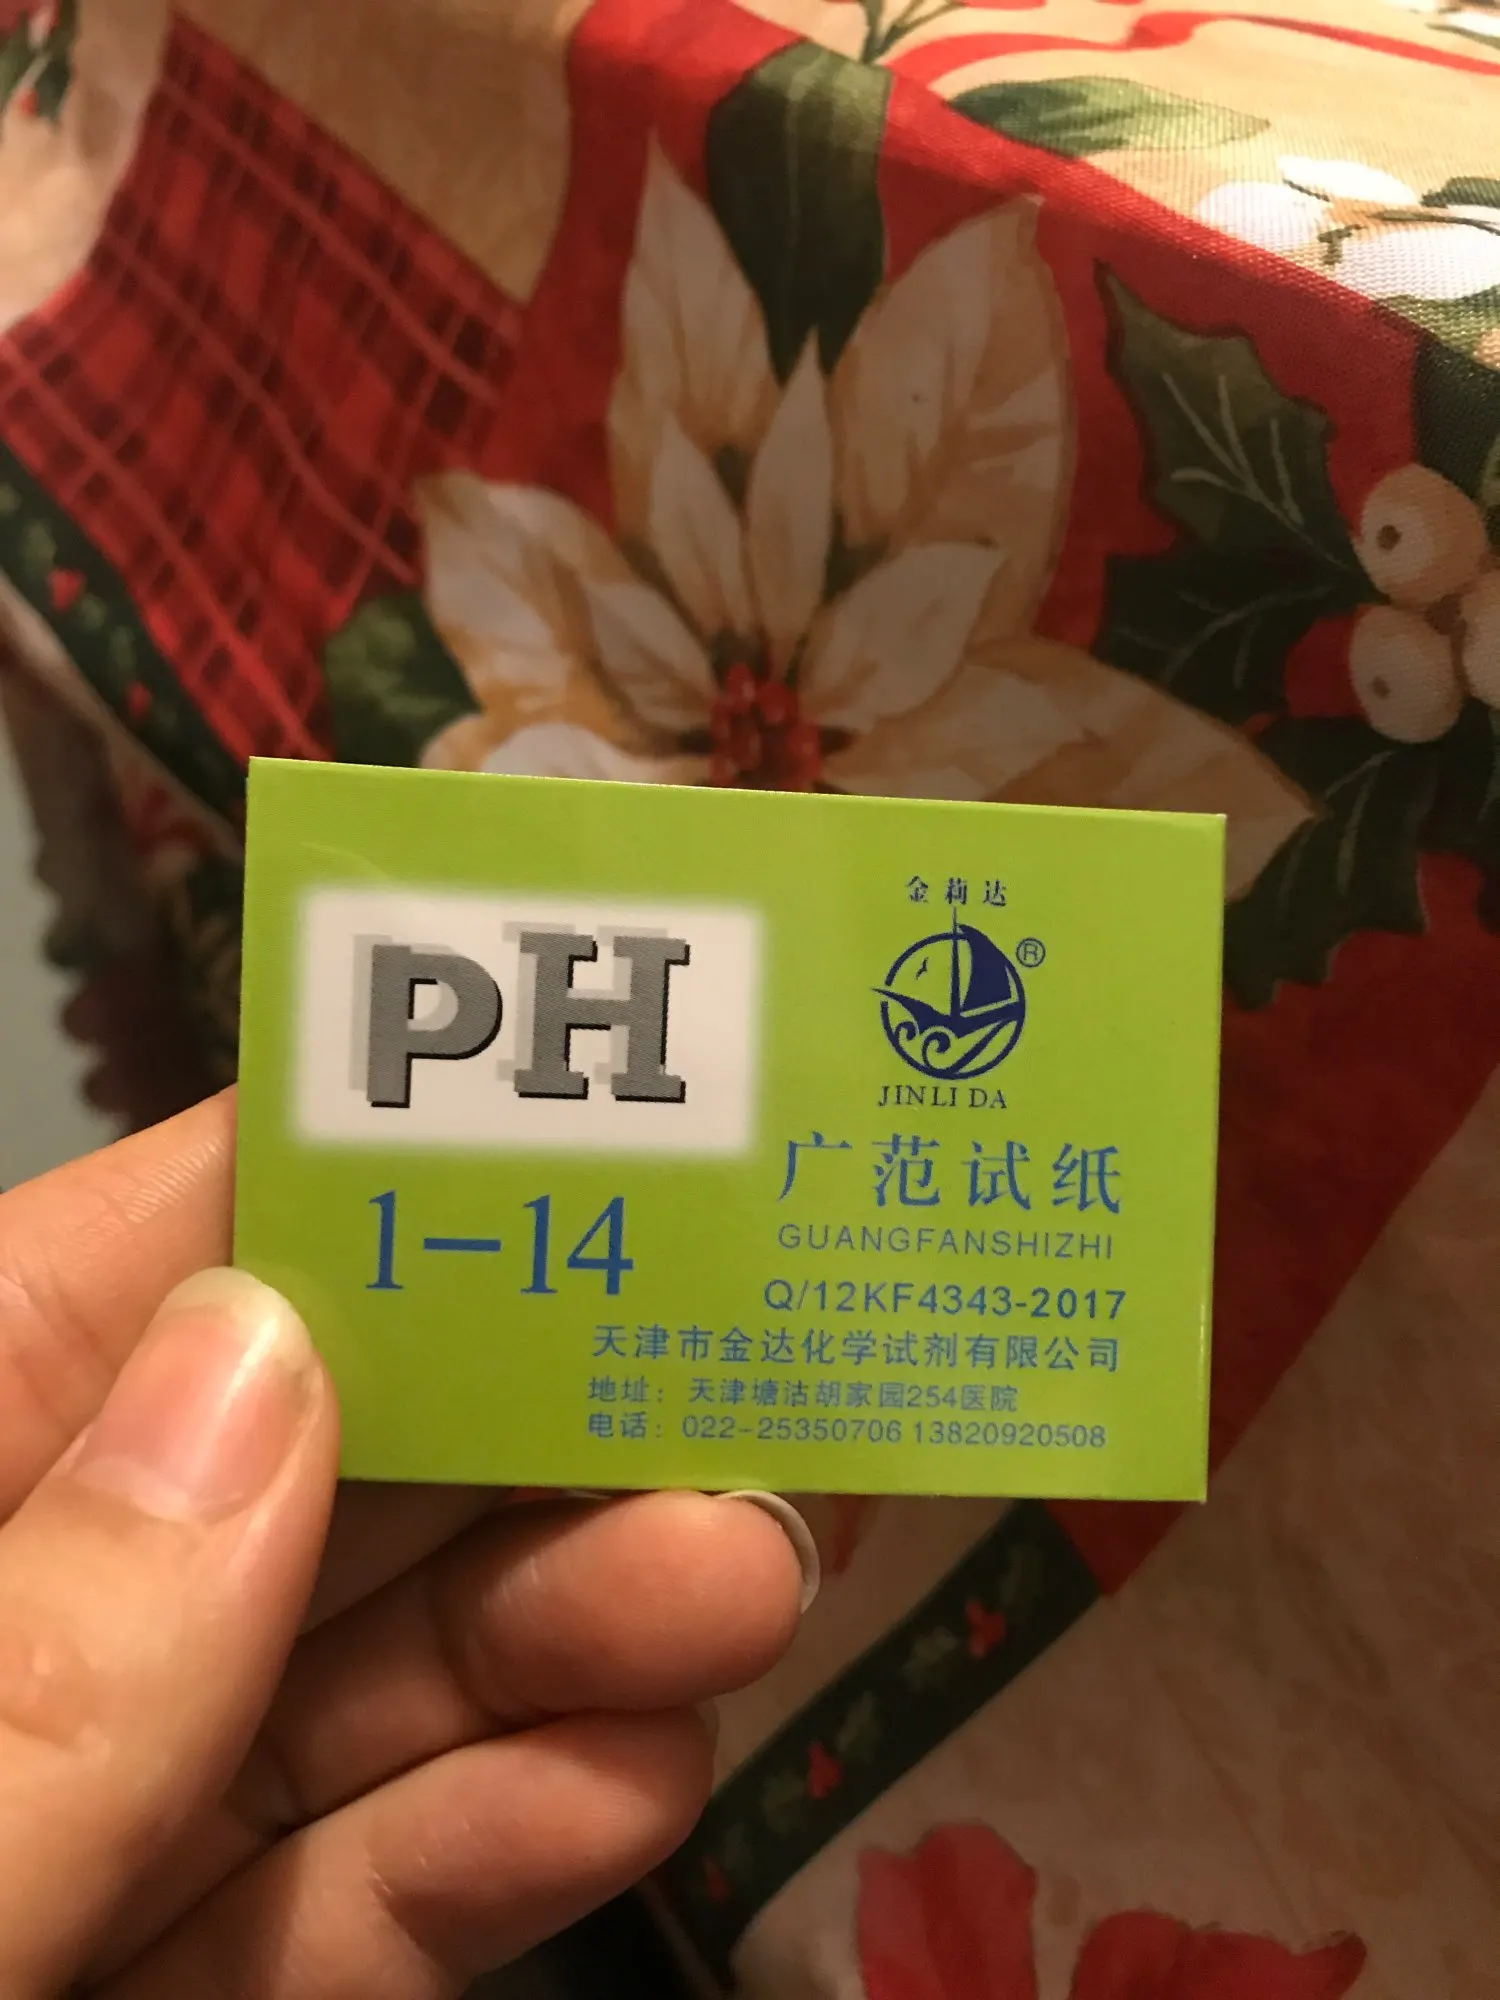 pH
1-14
金莉达
®
JINLI DA
广范试纸
GUANGFANSHIZHI
Q/12KF4343-2017
天津市金达化学试剂有限公司
地址：天津塘沽胡家园254医院
电话：022-25350706 13820920508